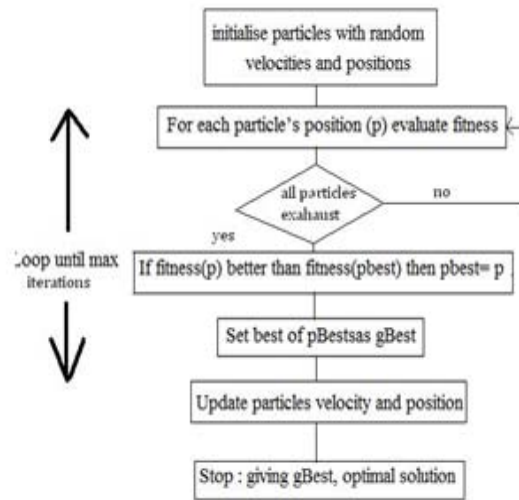 initialise particles with random
velocities and positions
For each particle's position (p) evaluate fitness
all particles
exahaust
no
yes
Loop until max
iterations
If fitness(p) better than fitness(pbest) then pbest= p
Set best of pBestsas gBest
Update particles velocity and position
Stop : giving gBest, optimal solution